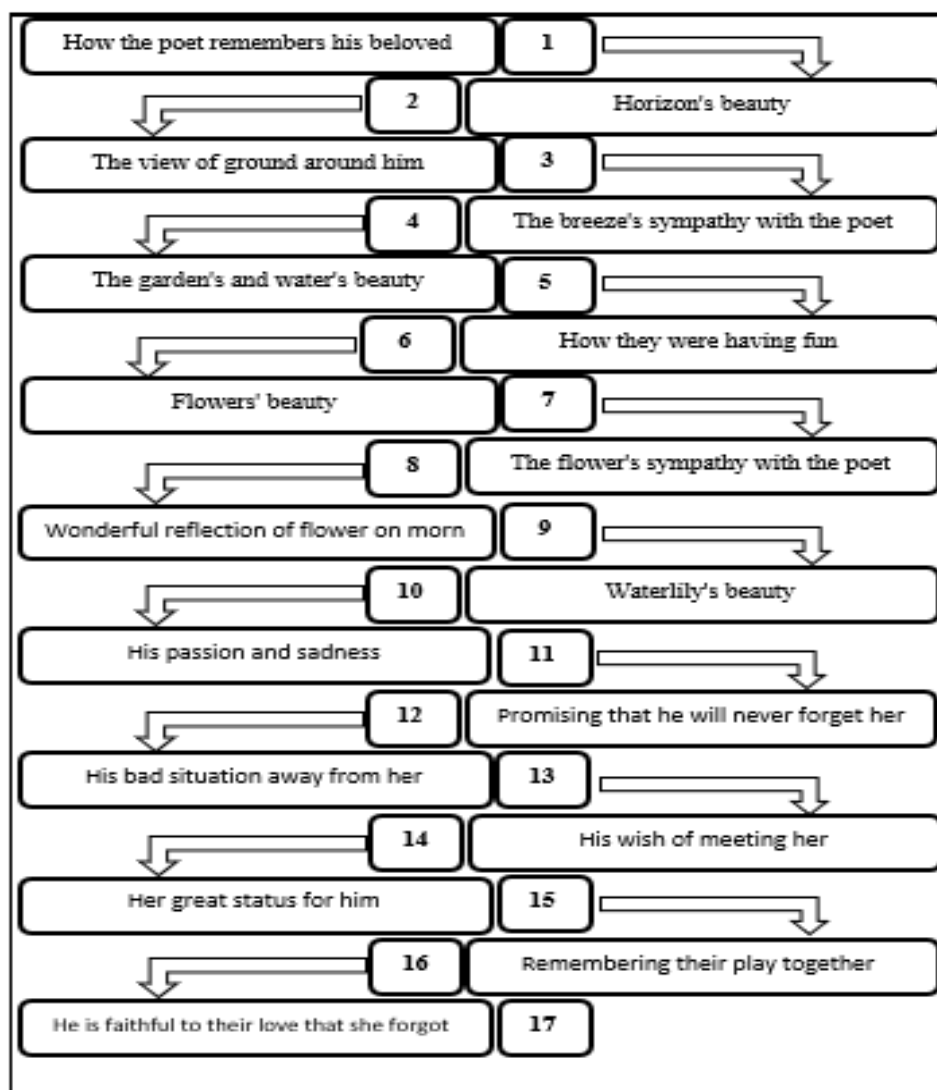 How the poet remembers his beloved 1
2 Horizon's beauty
The view of ground around him 3
4 The breeze's sympathy with the poet
The garden's and water's beauty 5
6 How they were having fun
Flowers' beauty 7
8 The flower's sympathy with the poet
Wonderful reflection of flower on morn 9
10 Waterlily's beauty
His passion and sadness 11
12 Promising that he will never forget her
His bad situation away from her 13
14 His wish of meeting her
Her great status for him 15
16 Remembering their play together
He is faithful to their love that she forgot 17